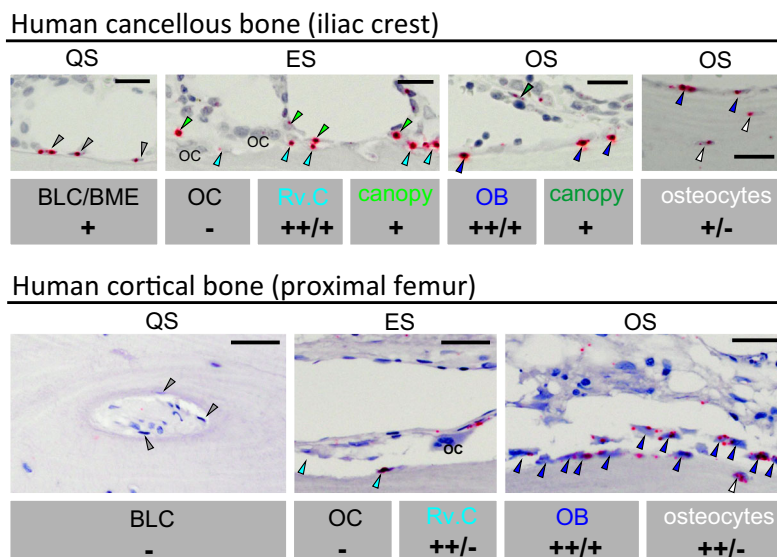 Human cancellous bone (iliac crest)
QS ES OS OS
OC OC
BLC/BME OC Rv.C canopy OB canopy osteocytes
+ - ++/+ + ++/+ + +/-
Human cortical bone (proximal femur)
QS ES OS
OC
BLC OC Rv.C OB osteocytes
- - ++/- ++/+ ++/-